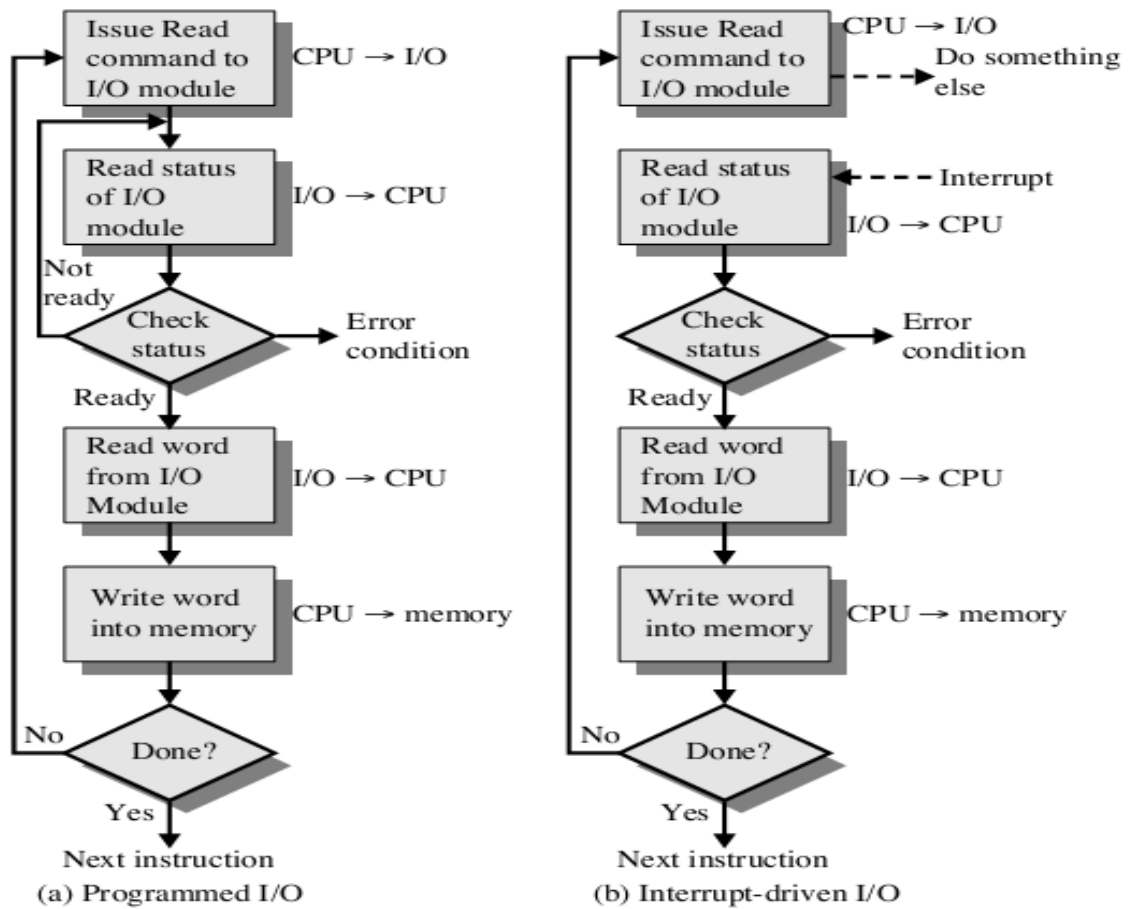 Issue Read
command to
I/O module
CPU → I/O
Read status
of I/O
module
I/O → CPU
Not
ready
Check
status
Error
condition
Ready
Read word
from I/O
Module
I/O → CPU
Write word
into memory
CPU → memory
No
Done?
Yes
Next instruction
(a) Programmed I/O
Issue Read
command to
I/O module
CPU → I/O
Do something
else
Read status
of I/O
module
Interrupt
I/O → CPU
Check
status
Error
condition
Ready
Read word
from I/O
Module
I/O → CPU
Write word
into memory
CPU → memory
No
Done?
Yes
Next instruction
(b) Interrupt-driven I/O